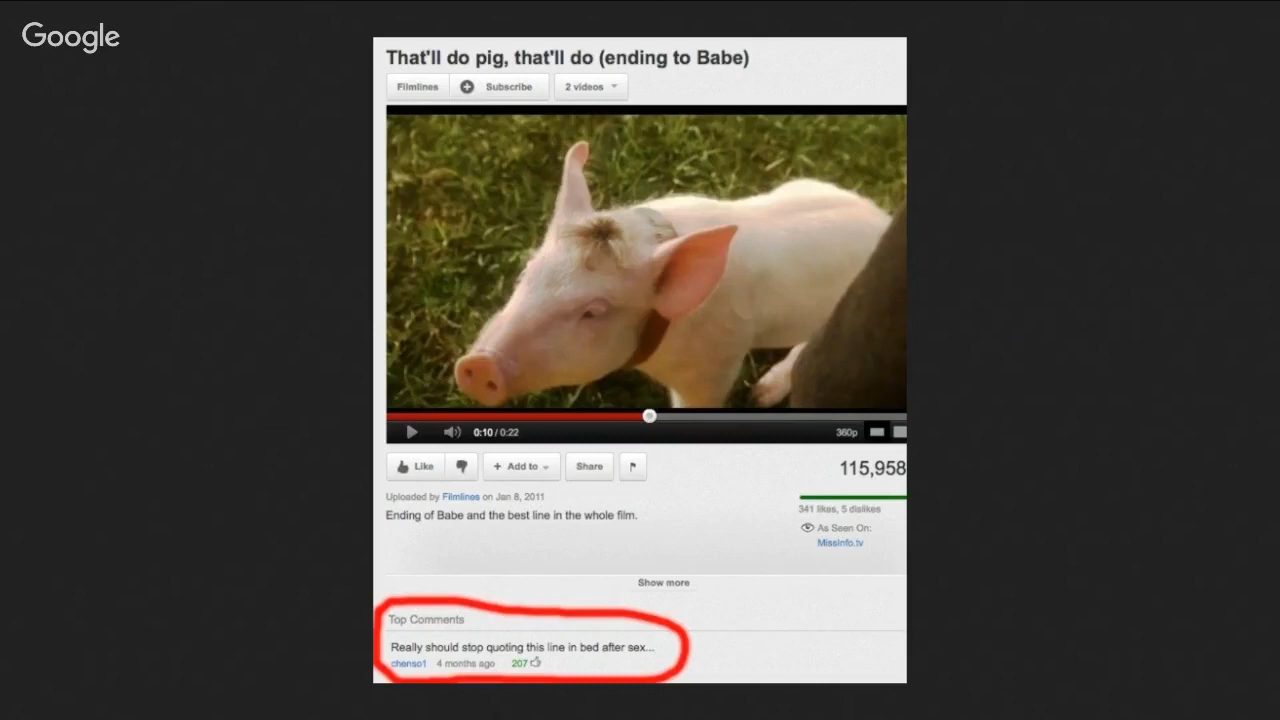 Google
That'll do pig, that'll do (ending to Babe)
Filmlines Subscribe 2 videos
0:10 / 0:22 360p
Like + Add to Share 115,958
Uploaded by Filmlines on Jan 8, 2011
341 likes, 5 dislikes
Ending of Babe and the best line in the whole film.
As Seen On:
MissInfo.tv
Show more
Top Comments
Really should stop quoting this line in bed after sex...
chenso1 4 months ago 207